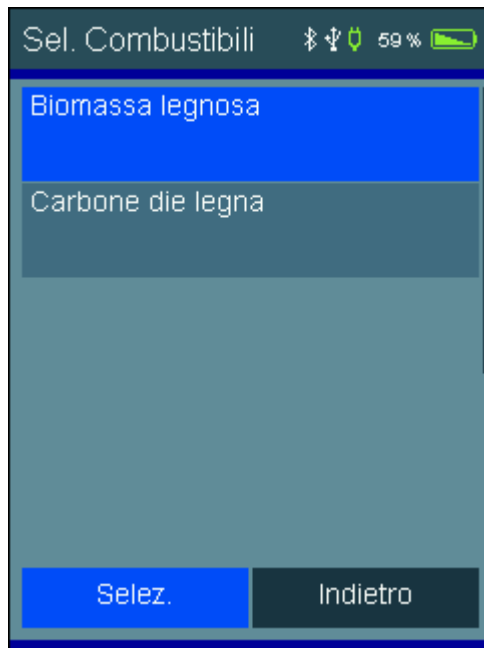 Sel. Combustibili 59 %
Biomassa legnosa
Carbone die legna
Selez. Indietro